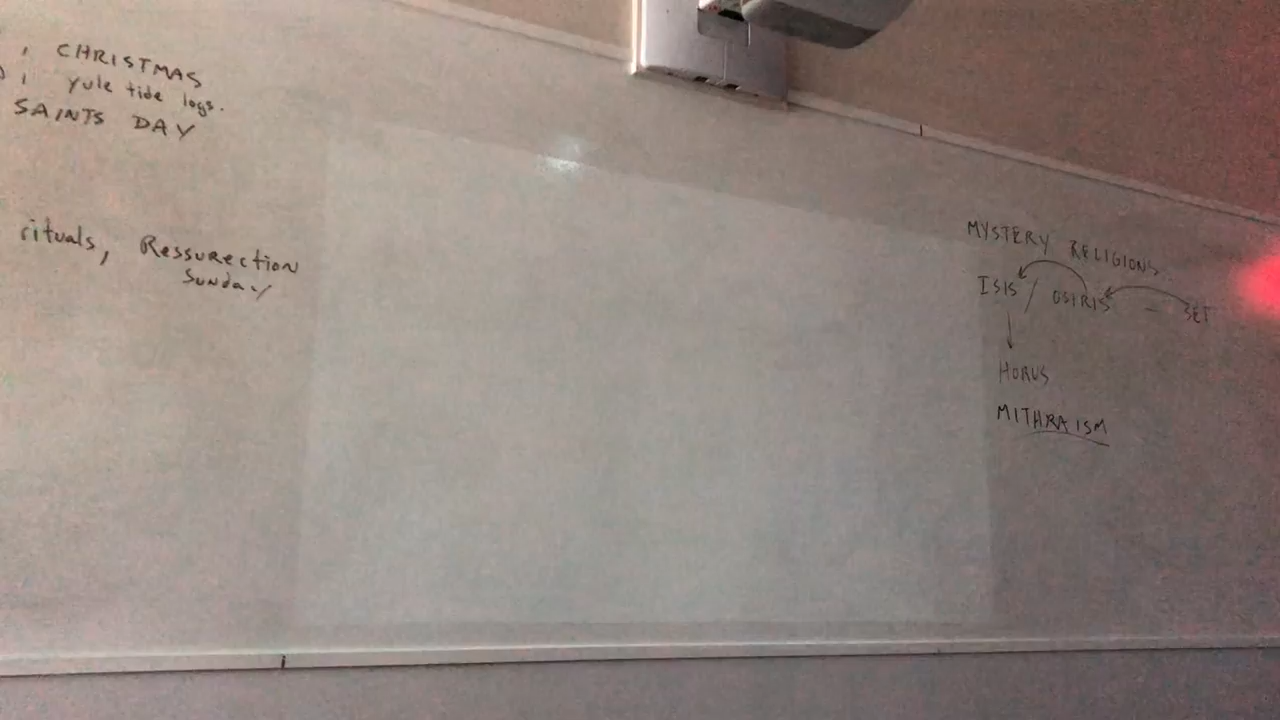 , CHRISTMAS
, yule tide logs.
SAINTS DAY
rituals, Ressurection
Sunday
MYSTERY RELIGIONS
ISIS / OSIRIS — SET
HORUS
MITHRAISM